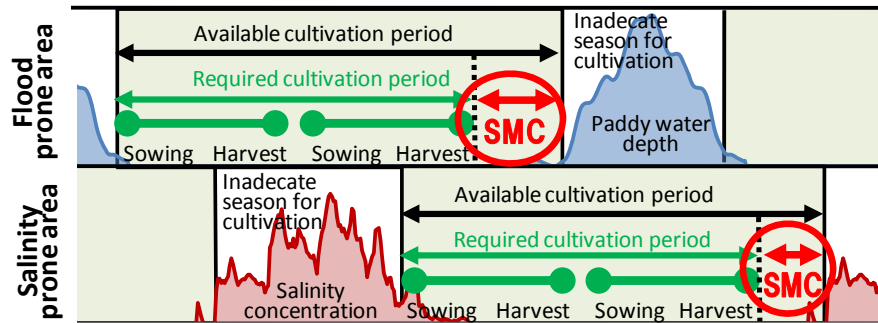 Flood
prone area
Available cultivation period
Required cultivation period
SMC
Sowing Harvest Sowing Harvest
Inadecate
season for
cultivation
Paddy water
depth
Salinity
prone area
Inadecate
season for
cultivation
Salinity
concentration
Available cultivation period
Required cultivation period
SMC
Sowing Harvest Sowing Harvest